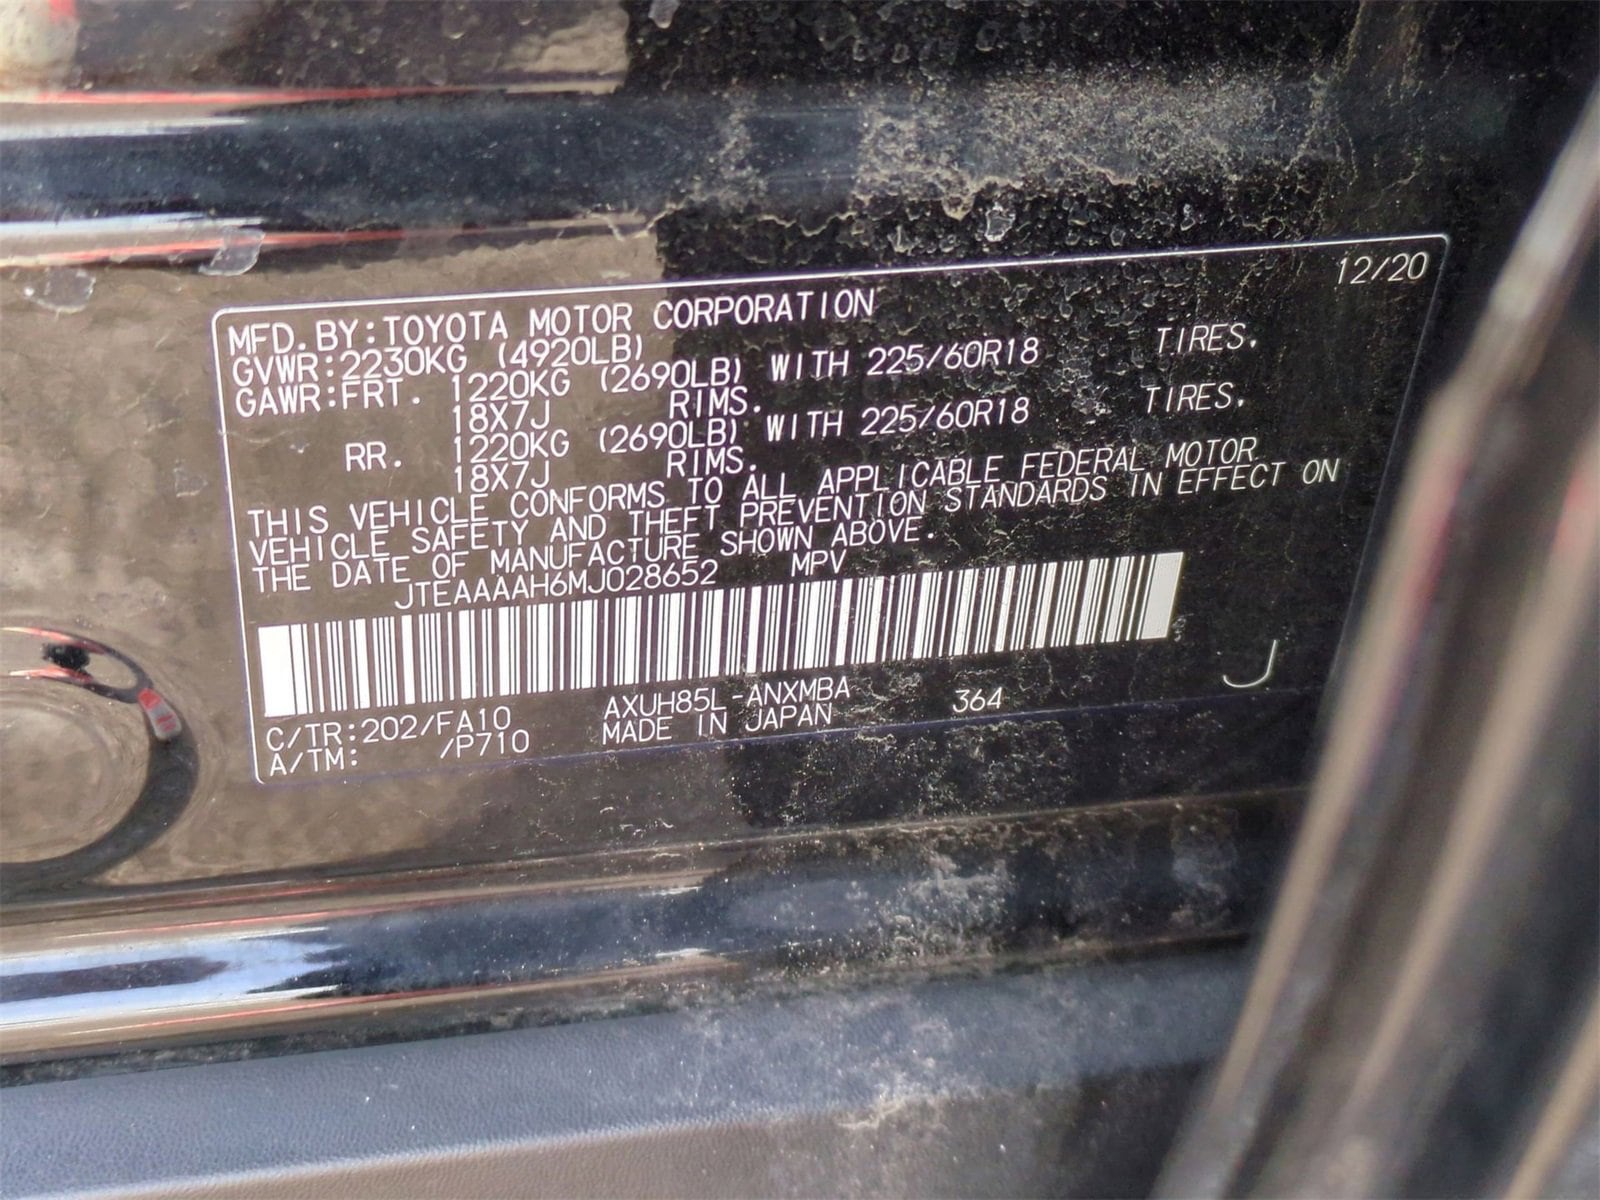 12/20
MFD. BY:TOYOTA MOTOR CORPORATION
GVWR:2230KG (4920LB)
GAWR:FRT. 1220KG (2690LB) WITH 225/60R18 TIRES,
18X7J RIMS.
RR. 1220KG (2690LB) WITH 225/60R18 TIRES,
18X7J RIMS.
THIS VEHICLE CONFORMS TO ALL APPLICABLE FEDERAL MOTOR
VEHICLE SAFETY AND THEFT PREVENTION STANDARDS IN EFFECT ON
THE DATE OF MANUFACTURE SHOWN ABOVE.
JTEAAAAH6MJ028652 MPV
C/TR:202/FA10 AXUH85L-ANXMBA 364 J
A/TM: /P710 MADE IN JAPAN